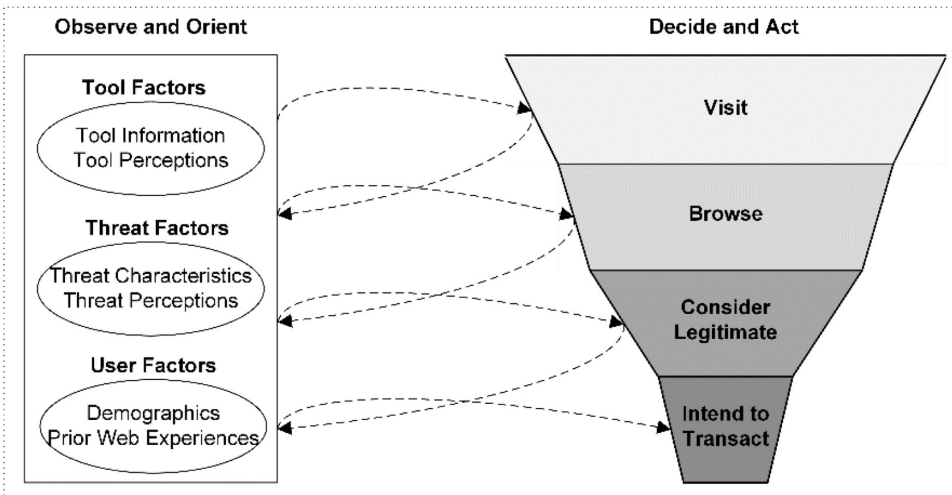 Observe and Orient
Tool Factors
Tool Information
Tool Perceptions
Threat Factors
Threat Characteristics
Threat Perceptions
User Factors
Demographics
Prior Web Experiences
Decide and Act
Visit
Browse
Consider
Legitimate
Intend to
Transact